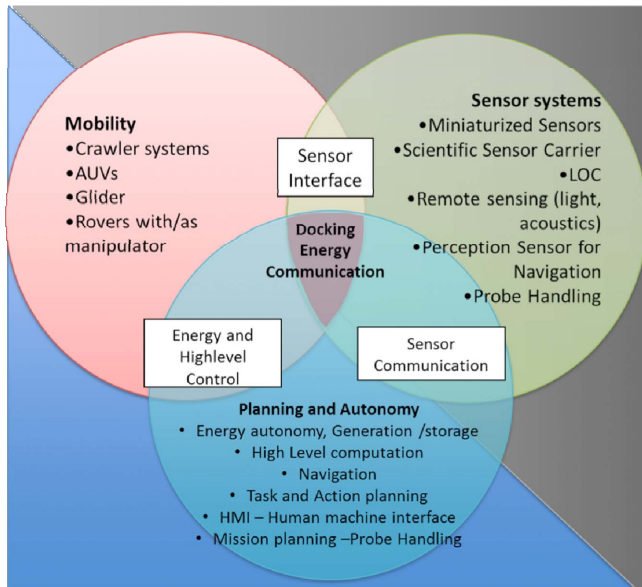 Mobility
•Crawler systems
•AUVs
•Glider
•Rovers with/as
manipulator
Sensor systems
•Miniaturized Sensors
•Scientific Sensor Carrier
•LOC
•Remote sensing (light,
acoustics)
•Perception Sensor for
Navigation
•Probe Handling
Sensor
Interface
Docking
Energy
Communication
Energy and
Highlevel
Control
Sensor
Communication
Planning and Autonomy
• Energy autonomy, Generation /storage
• High Level computation
• Navigation
• Task and Action planning
• HMI – Human machine interface
• Mission planning –Probe Handling